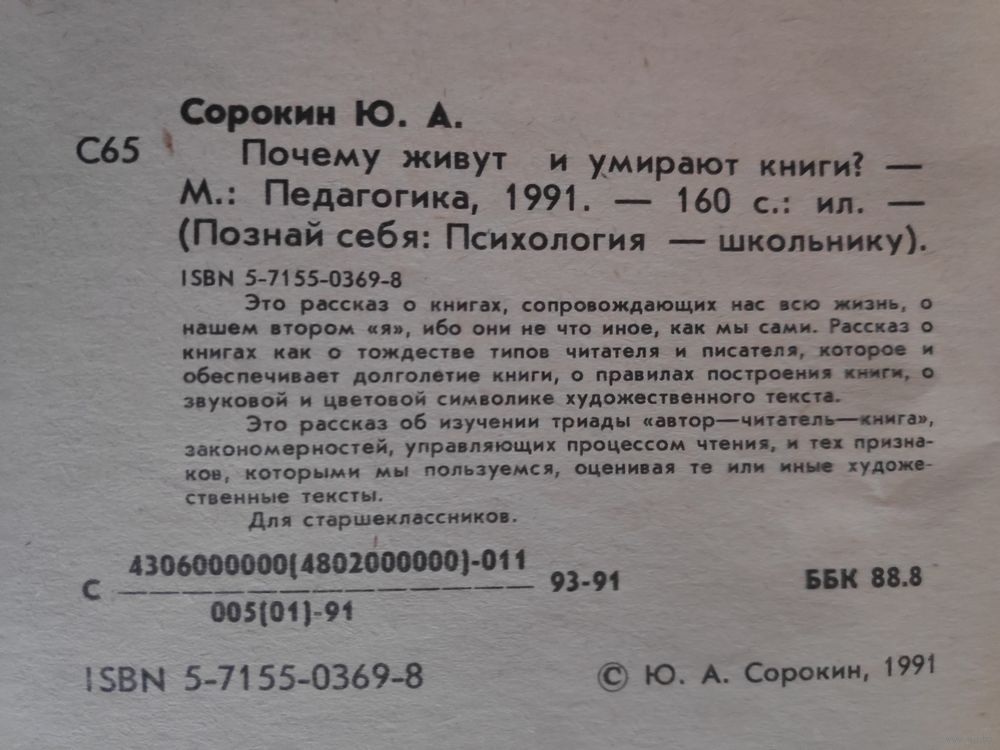 Сорокин Ю. А.
С65 Почему живут и умирают книги? —
М.: Педагогика, 1991. — 160 с.: ил. —
(Познай себя: Психология — школьнику).
ISBN 5-7155-0369-8
Это рассказ о книгах, сопровождающих нас всю жизнь, о
нашем втором «я», ибо они не что иное, как мы сами. Рассказ о
книгах как о тождестве типов читателя и писателя, которое и
обеспечивает долголетие книги, о правилах построения книги, о
звуковой и цветовой символике художественного текста.
Это рассказ об изучении триады «автор—читатель—книга»,
закономерностей, управляющих процессом чтения, и тех призна-
ков, которыми мы пользуемся, оценивая те или иные художе-
ственные тексты.
Для старшеклассников.
4306000000(4802000000)-011
С 93-91 ББК 88.8
005(01)-91
ISBN 5-7155-0369-8 © Ю. А. Сорокин, 1991